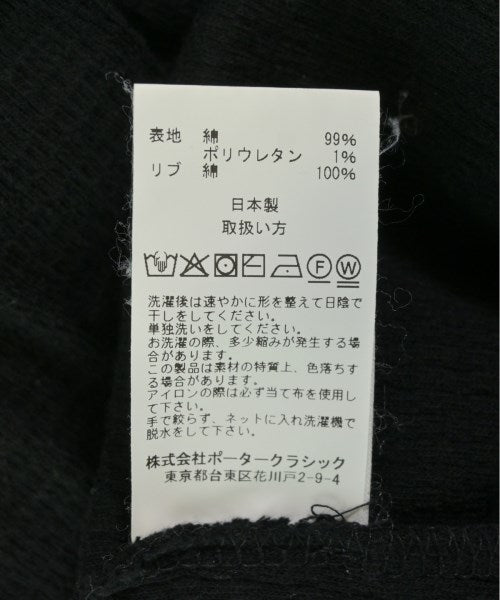 表地 綿 99%
ポリウレタン 1%
リブ 綿 100%
日本製
取扱い方
F W
洗濯後は速やかに形を整えて日陰で
干しをしてください。
単独洗いをしてください。
お洗濯の際、多少縮みが発生する場
合があります。
この製品は素材の特質上、色落ちす
る場合があります。
アイロンの際は必ず当て布を使用し
て下さい。
手で絞らず、ネットに入れ洗濯機で
脱水をして下さい。
株式会社ポータークラシック
東京都台東区花川戸2-9-4